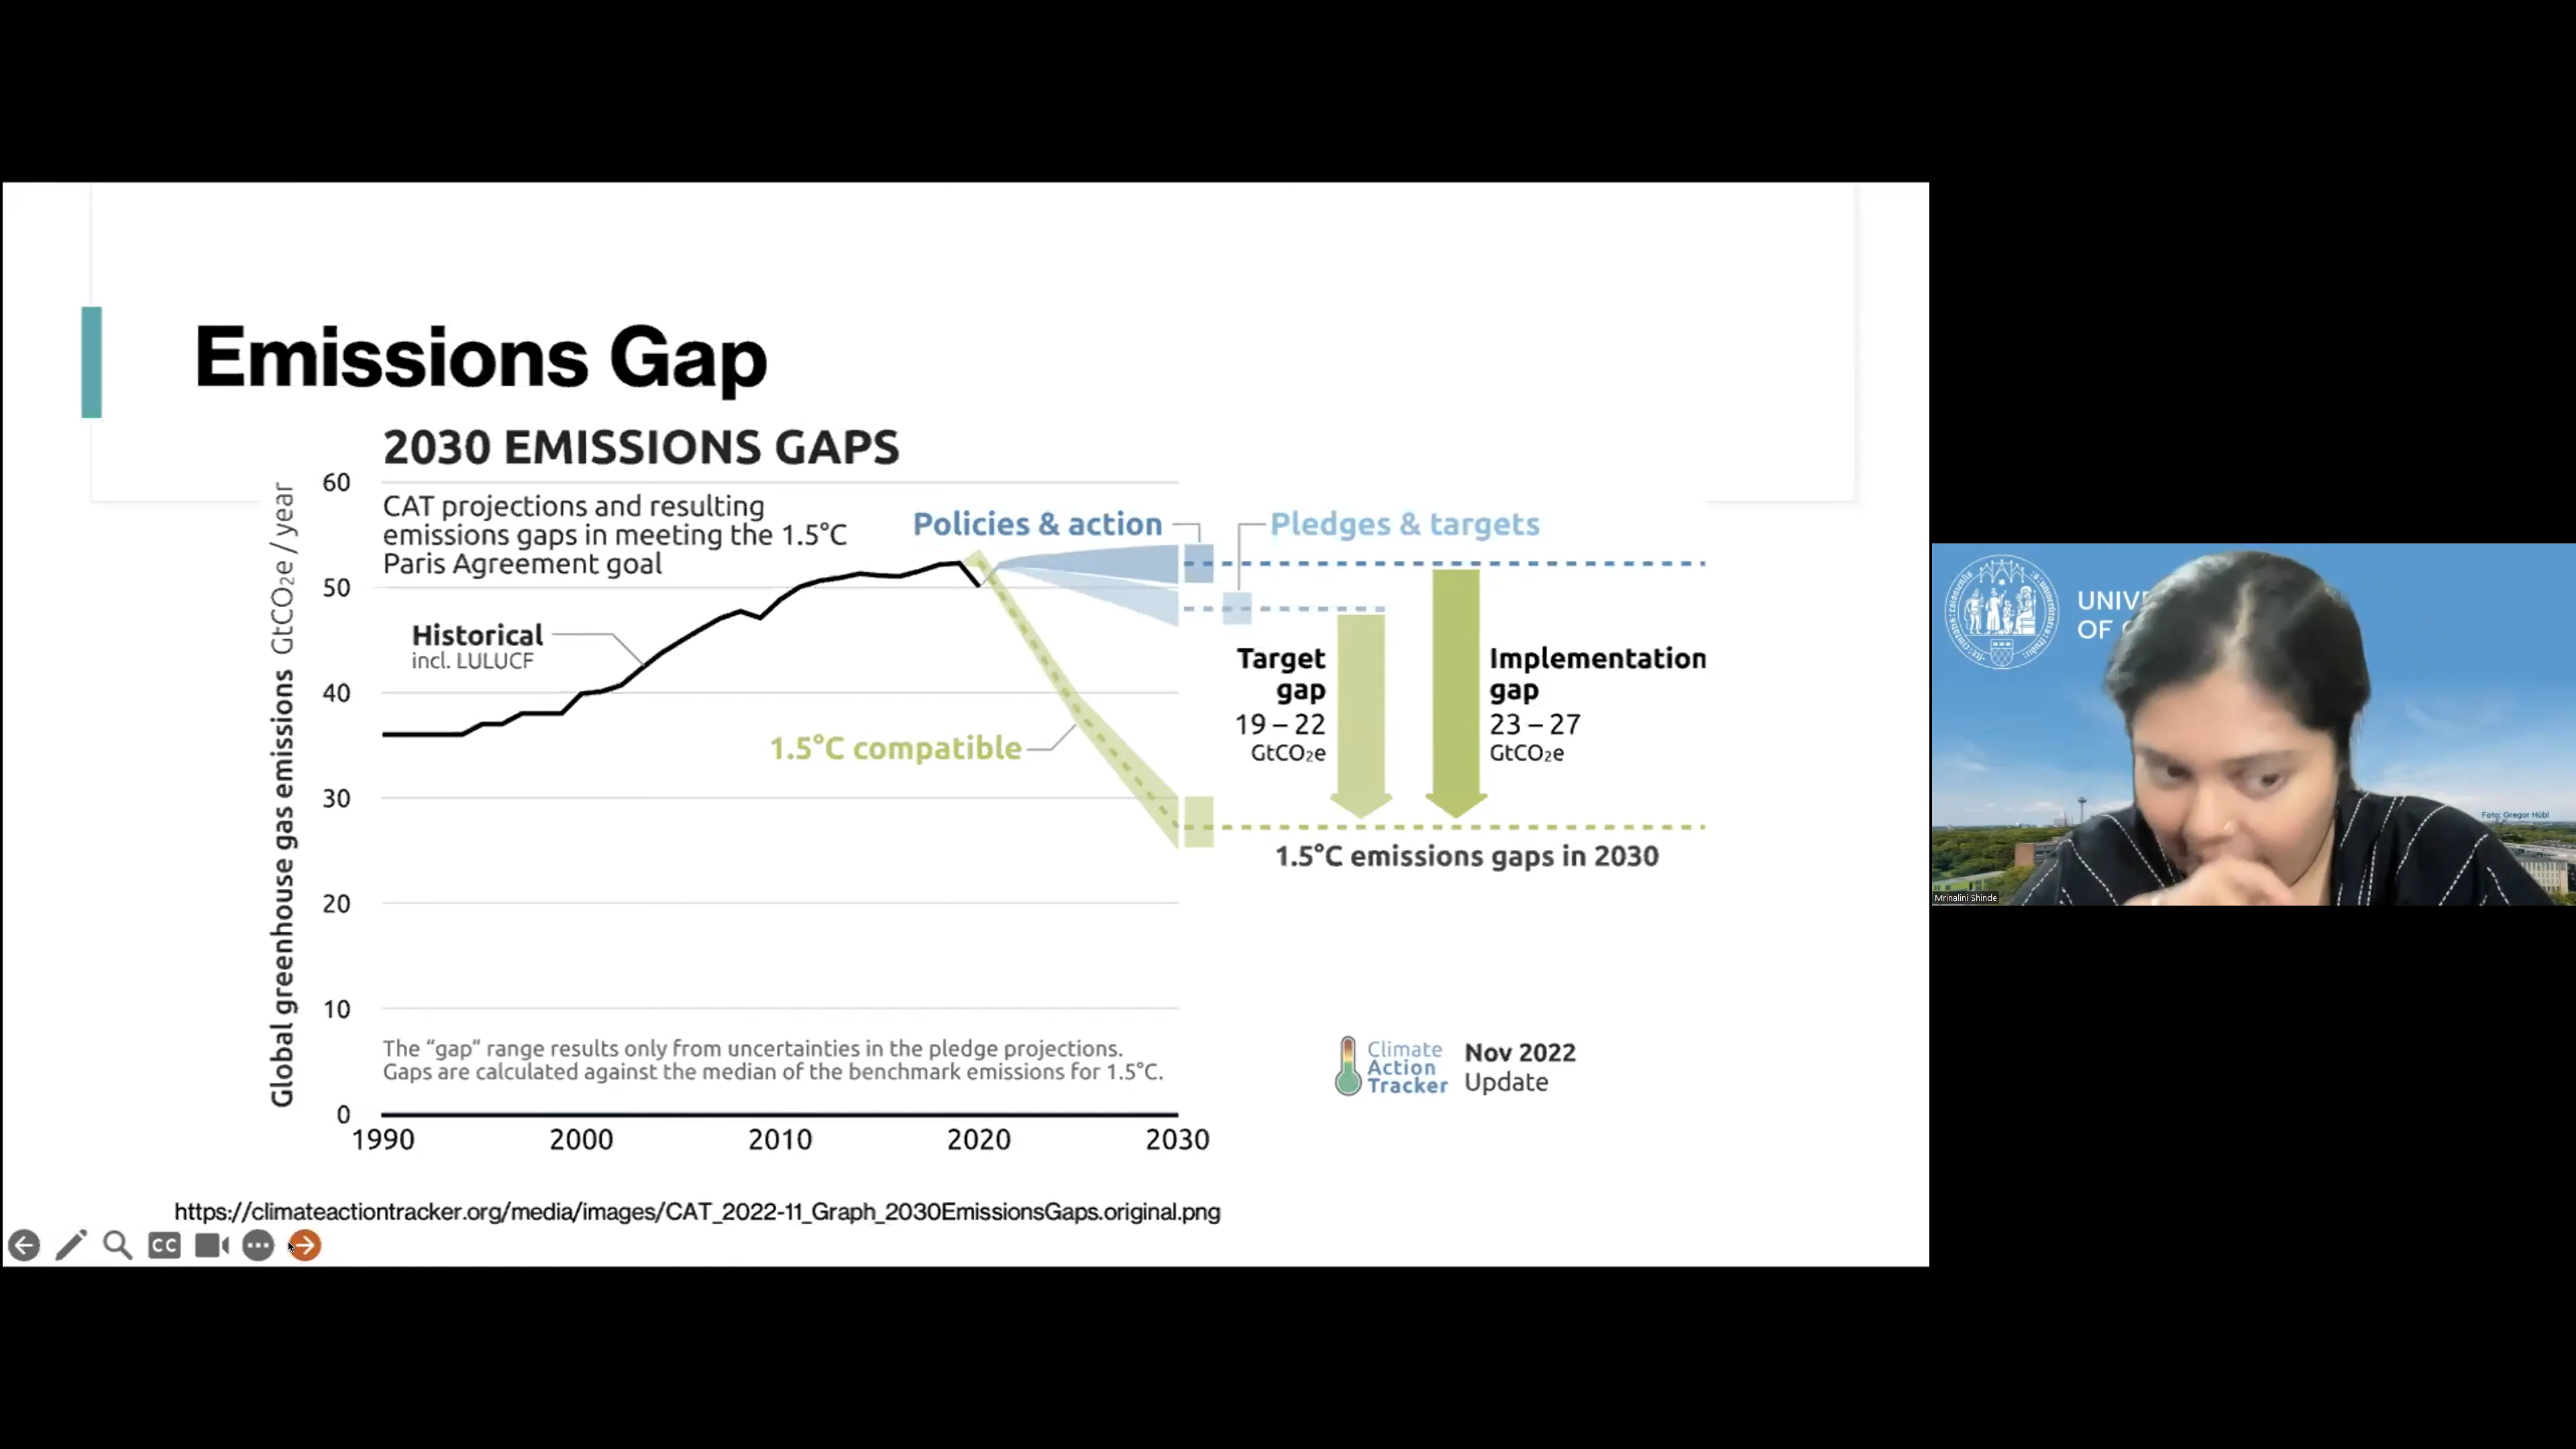 Emissions Gap
2030 EMISSIONS GAPS
CAT projections and resulting
emissions gaps in meeting the 1.5°C
Paris Agreement goal
Global greenhouse gas emissions GtCO₂e / year
60
50
40
30
20
10
0
1990 2000 2010 2020 2030
Historical
incl. LULUCF
1.5°C compatible
Policies & action
Pledges & targets
Target
gap
19 – 22
GtCO₂e
Implementation
gap
23 – 27
GtCO₂e
1.5°C emissions gaps in 2030
The “gap” range results only from uncertainties in the pledge projections.
Gaps are calculated against the median of the benchmark emissions for 1.5°C.
Climate
Action
Tracker
Nov 2022
Update
https://climateactiontracker.org/media/images/CAT_2022-11_Graph_2030EmissionsGaps.original.png
CC
UNIVE
OF
Foto: Gregor Hübl
Mrinalini Shinde